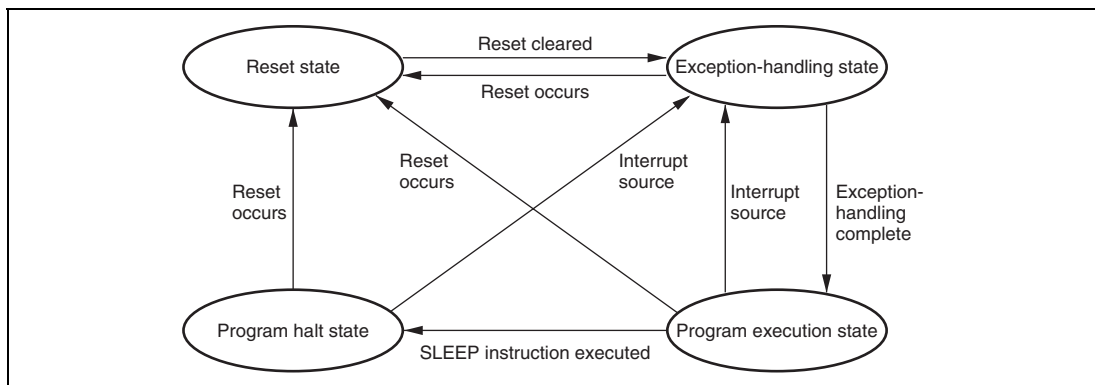 Reset cleared
Reset state
Exception-handling state
Reset occurs
Reset
occurs
Interrupt
source
Reset
occurs
Interrupt
source
Exception-
handling
complete
Program halt state
Program execution state
SLEEP instruction executed